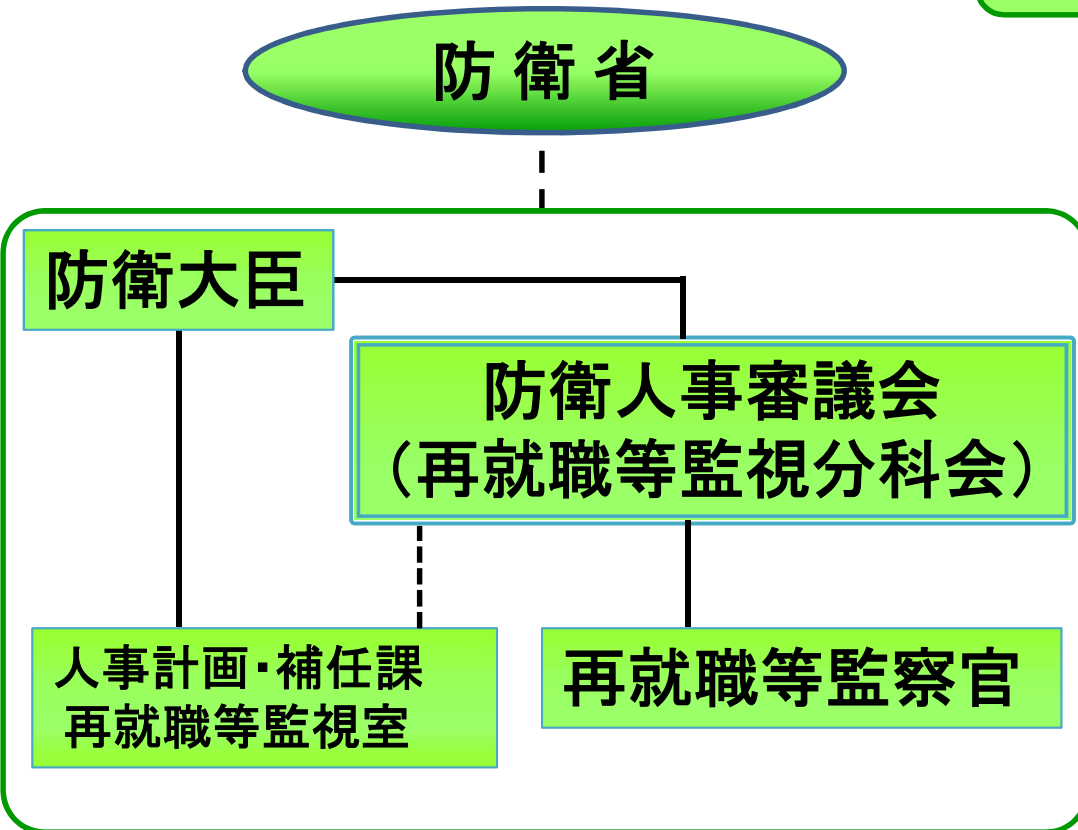 防衛省
防衛大臣
防衛人事審議会
（再就職等監視分科会）
人事計画・補任課
再就職等監視室
再就職等監察官